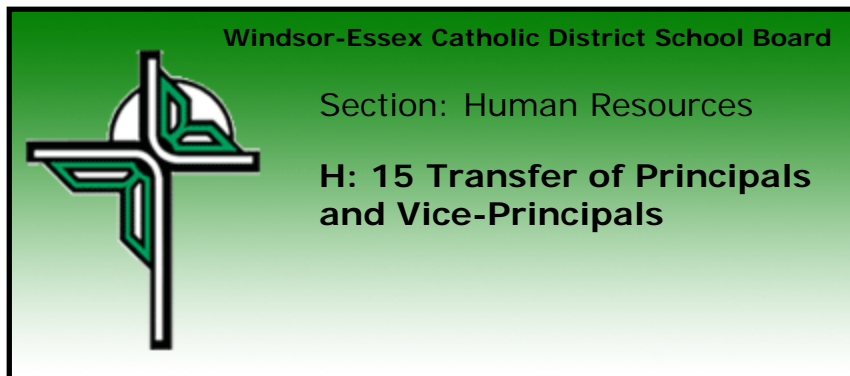 Windsor-Essex Catholic District School Board
Section: Human Resources
H: 15 Transfer of Principals
and Vice-Principals